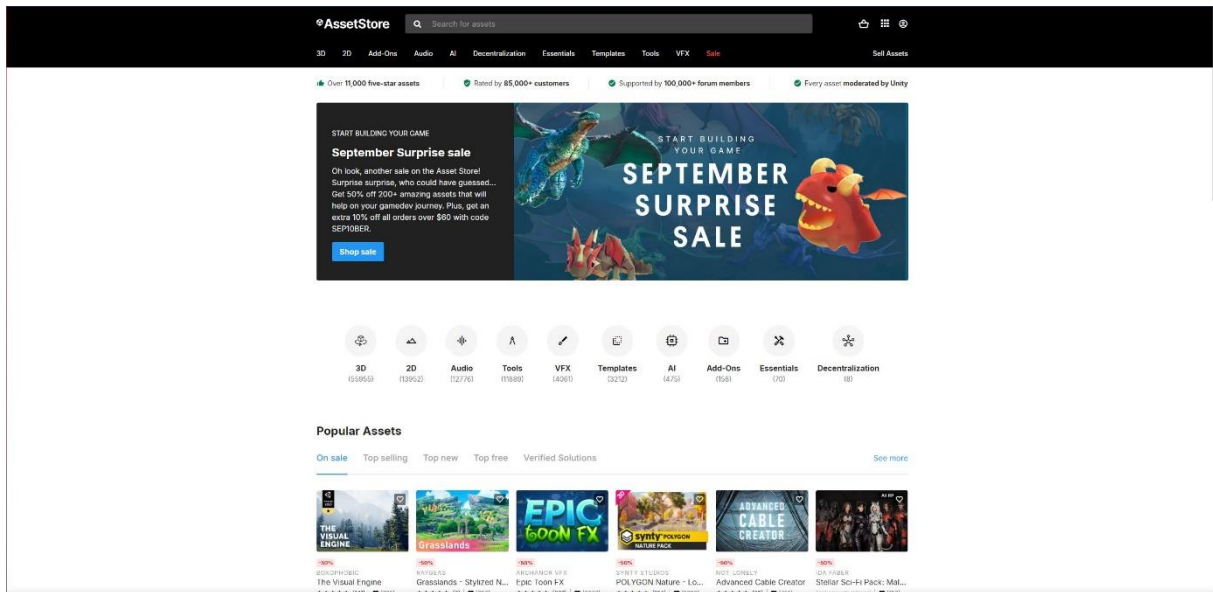 AssetStore
Search for assets
3D 2D Add-Ons Audio AI Decentralization Essentials Templates Tools VFX Sale Sell Assets
Over 11,000 five-star assets
Rated by 85,000+ customers
Supported by 100,000+ forum members
Every asset moderated by Unity
START BUILDING YOUR GAME
September Surprise sale
Oh look, another sale on the Asset Store!
Surprise surprise, who could have guessed...
Get 50% off 200+ amazing assets that will
help on your gamedev journey. Plus, get an
extra 10% off all orders over $60 with code
SEP10BER.
Shop sale
START BUILDING
YOUR GAME
SEPTEMBER
SURPRISE
SALE
3D 2D Audio Tools VFX Templates AI Add-Ons Essentials Decentralization
(55955) (13952) (12776) (11889) (4061) (3212) (475) (158) (70) (8)
Popular Assets
On sale Top selling Top new Top free Verified Solutions See more
THE
VISUAL
ENGINE
Grasslands
EPIC
TOON FX
synty POLYGON
NATURE PACK
ADVANCED
CABLE
CREATOR
-50% -50% -50% -50% -50% -50%
BOXOPHOBIC RAYGEAS ARCHANOR VFX SYNTY STUDIOS NOT LONELY IDA FABER
The Visual Engine Grasslands - Stylized N... Epic Toon FX POLYGON Nature - Lo... Advanced Cable Creator Stellar Sci-Fi Pack: Mal...